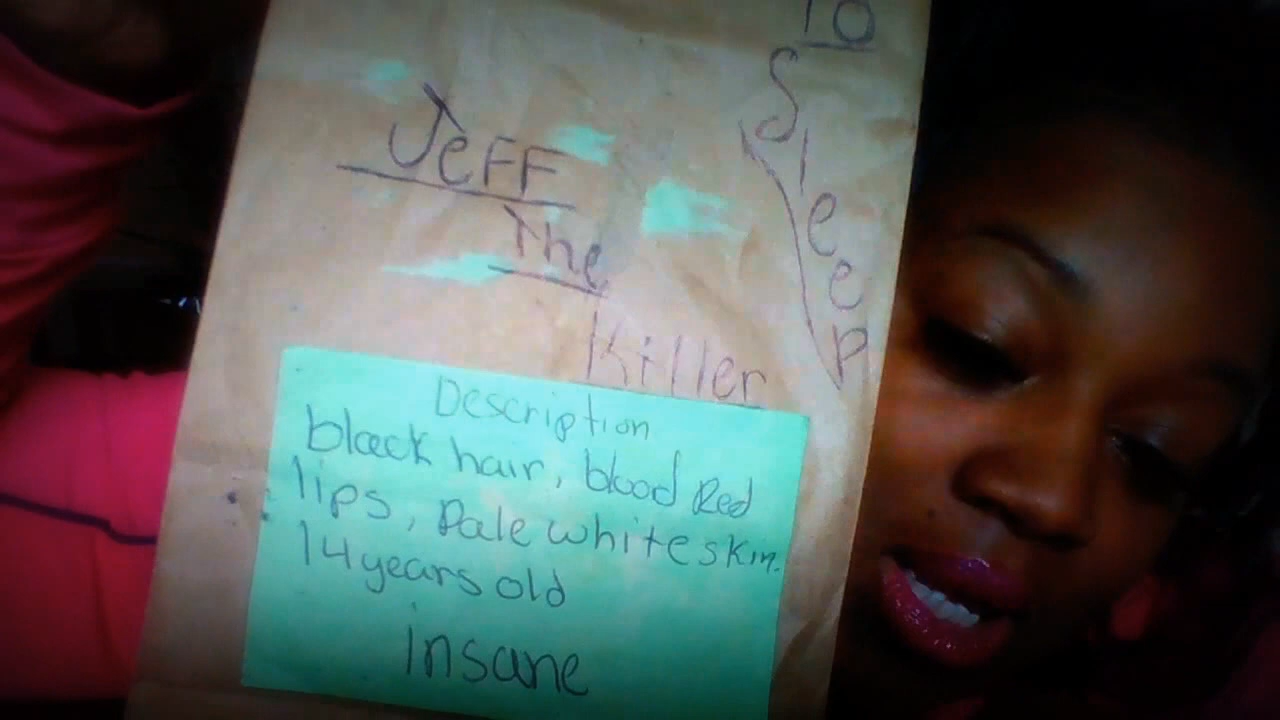 To
Sleep
Jeff
The
Killer
Description
black hair, blood Red
lips, Pale white skin.
14 years old
insane